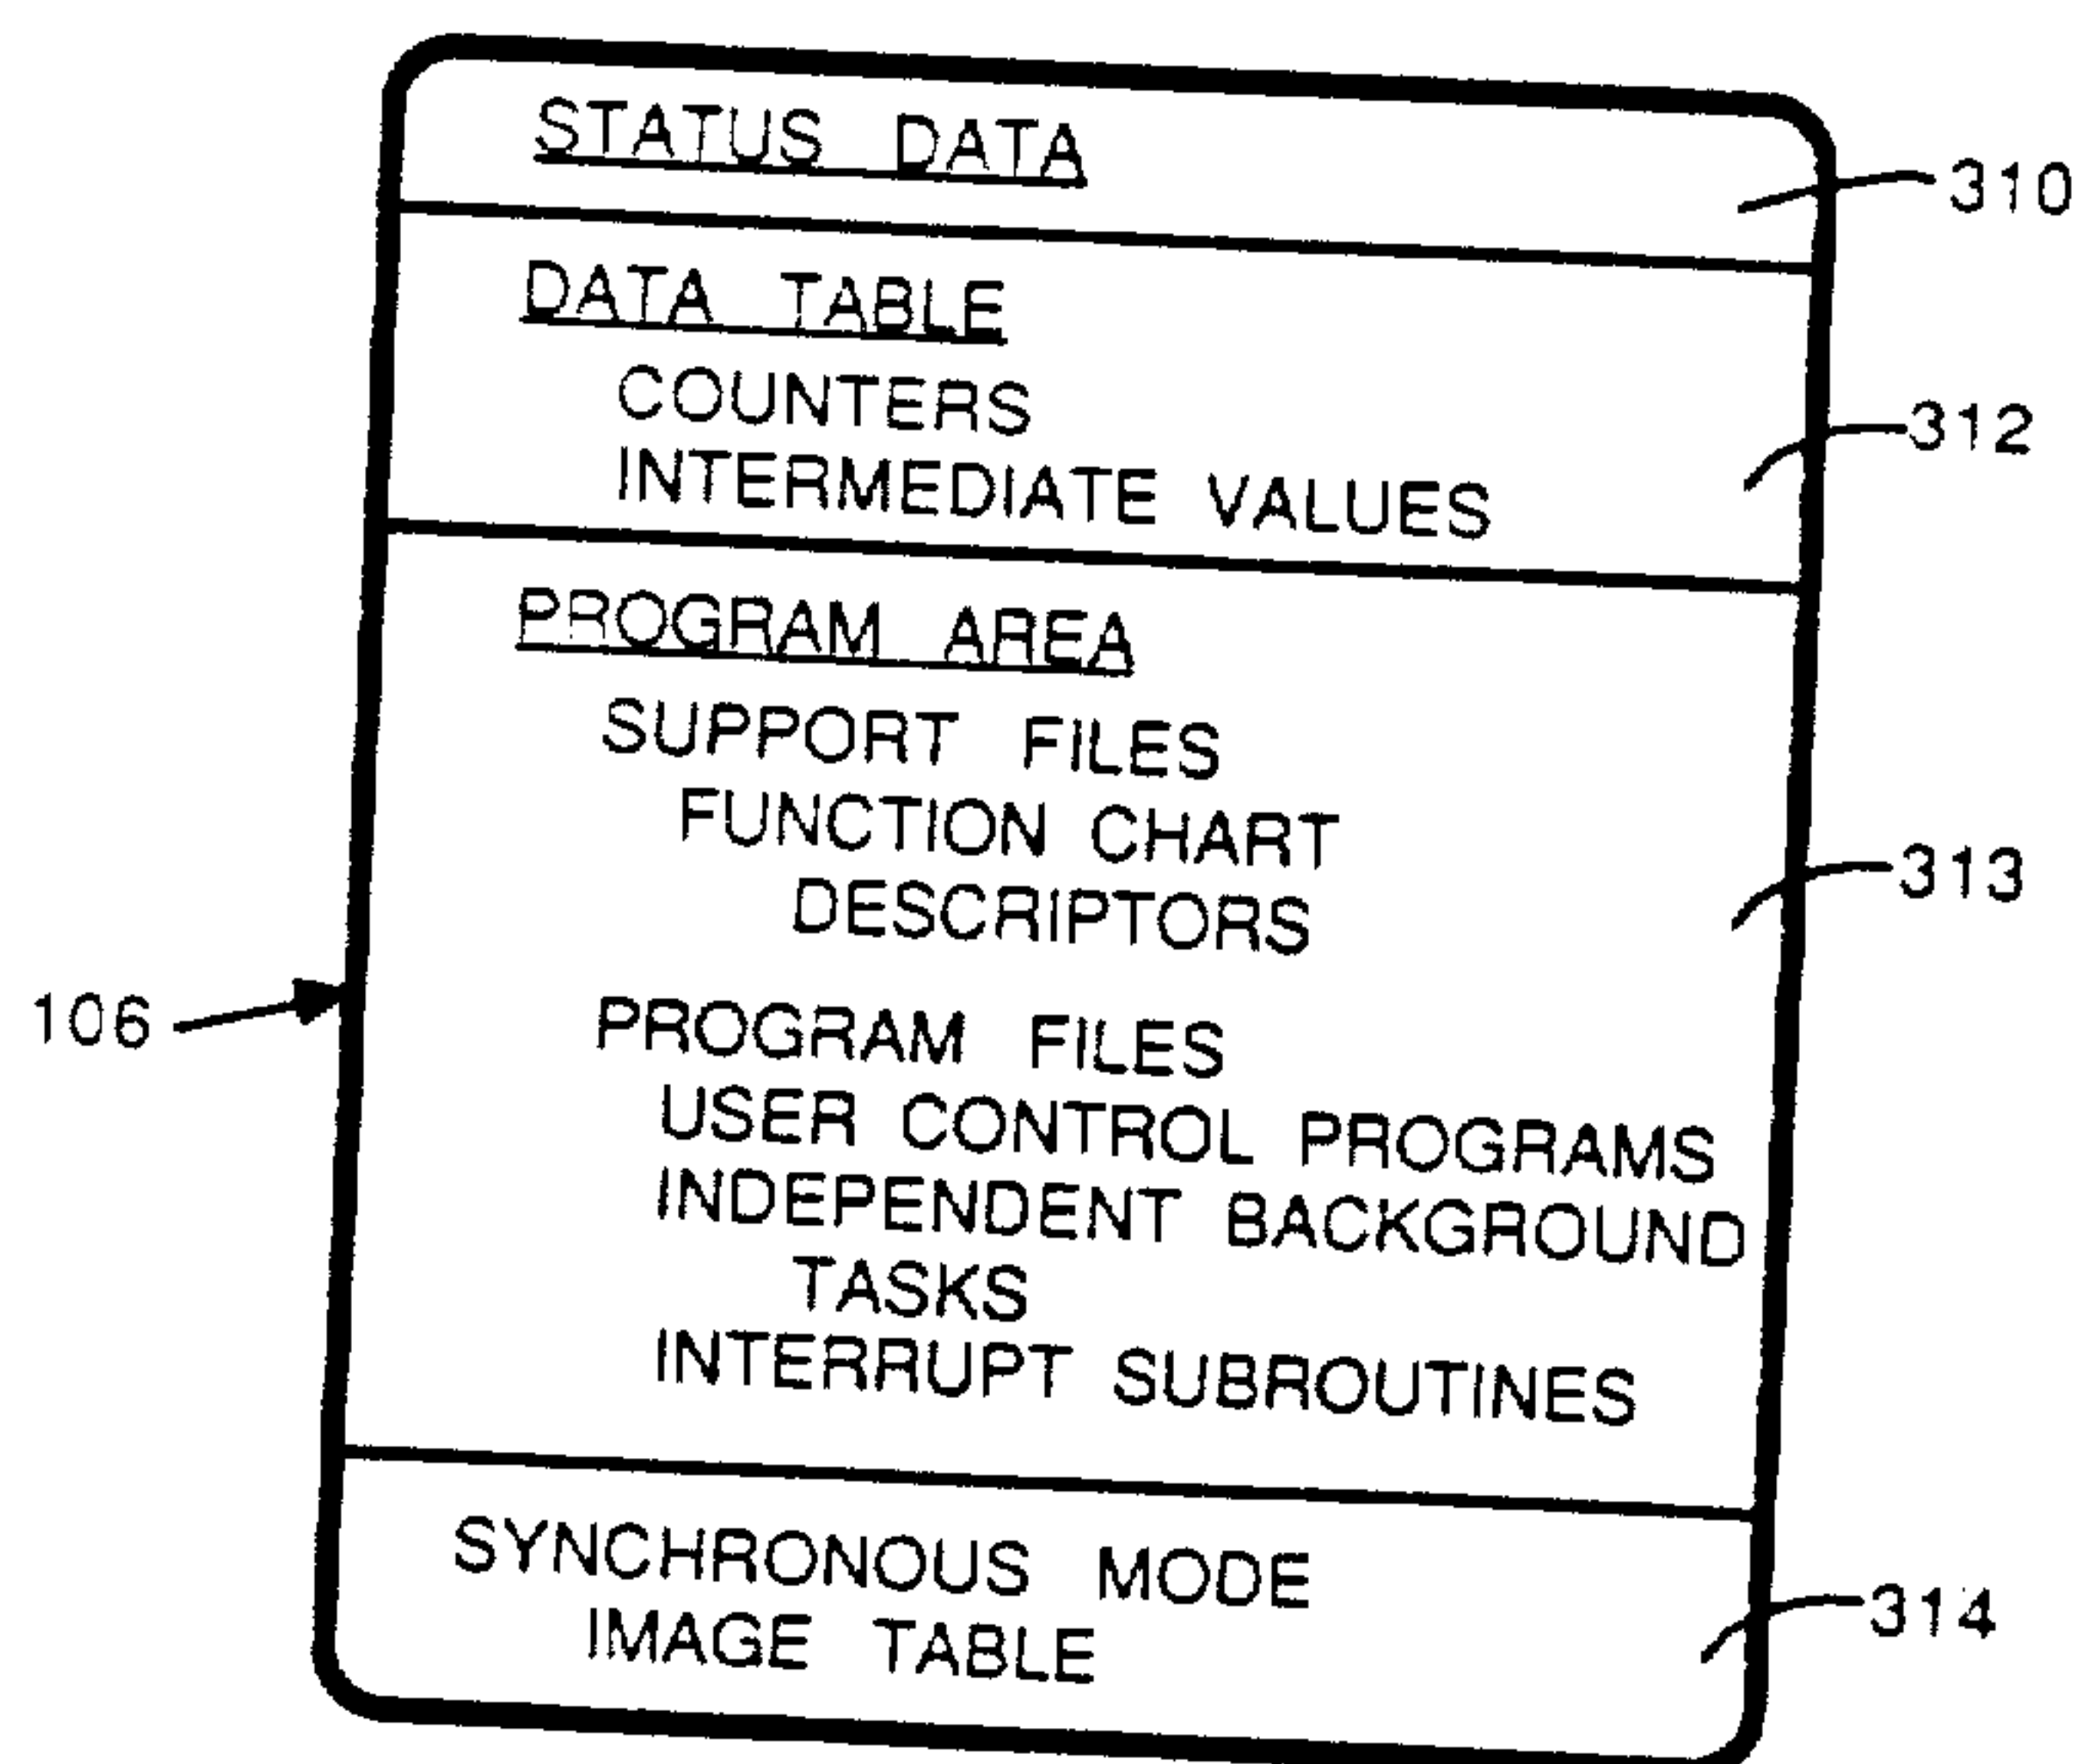 STATUS DATA
310
DATA TABLE
COUNTERS
312
INTERMEDIATE VALUES
PROGRAM AREA
SUPPORT FILES
FUNCTION CHART
DESCRIPTORS
313
106
PROGRAM FILES
USER CONTROL PROGRAMS
INDEPENDENT BACKGROUND
TASKS
INTERRUPT SUBROUTINES
SYNCHRONOUS MODE
IMAGE TABLE
314